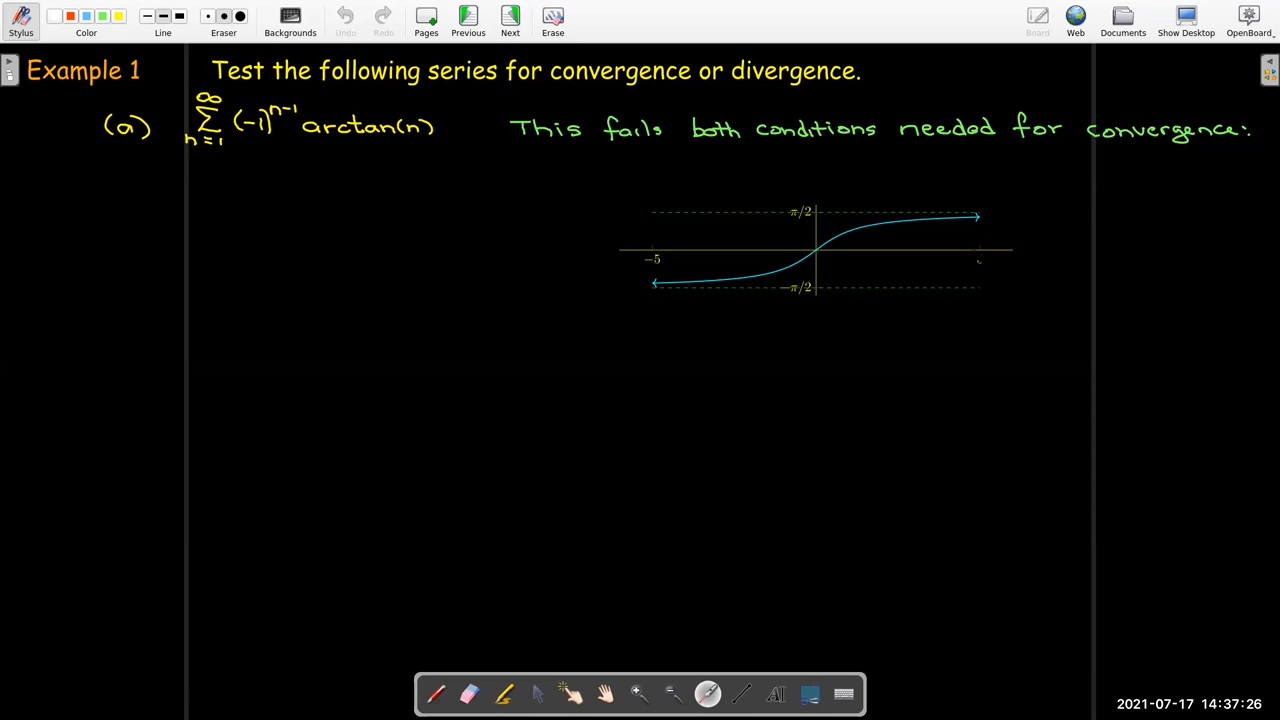 Stylus Color Line Eraser Backgrounds Undo Redo Pages Previous Next Erase Board Web Documents Show Desktop OpenBoard
Example 1 Test the following series for convergence or divergence.
(a) ∞∑n=1 (-1)^{n-1} arctan(n) This fails both conditions needed for convergence:
π/2
-5
-π/2
AI
2021-07-17 14:37:26